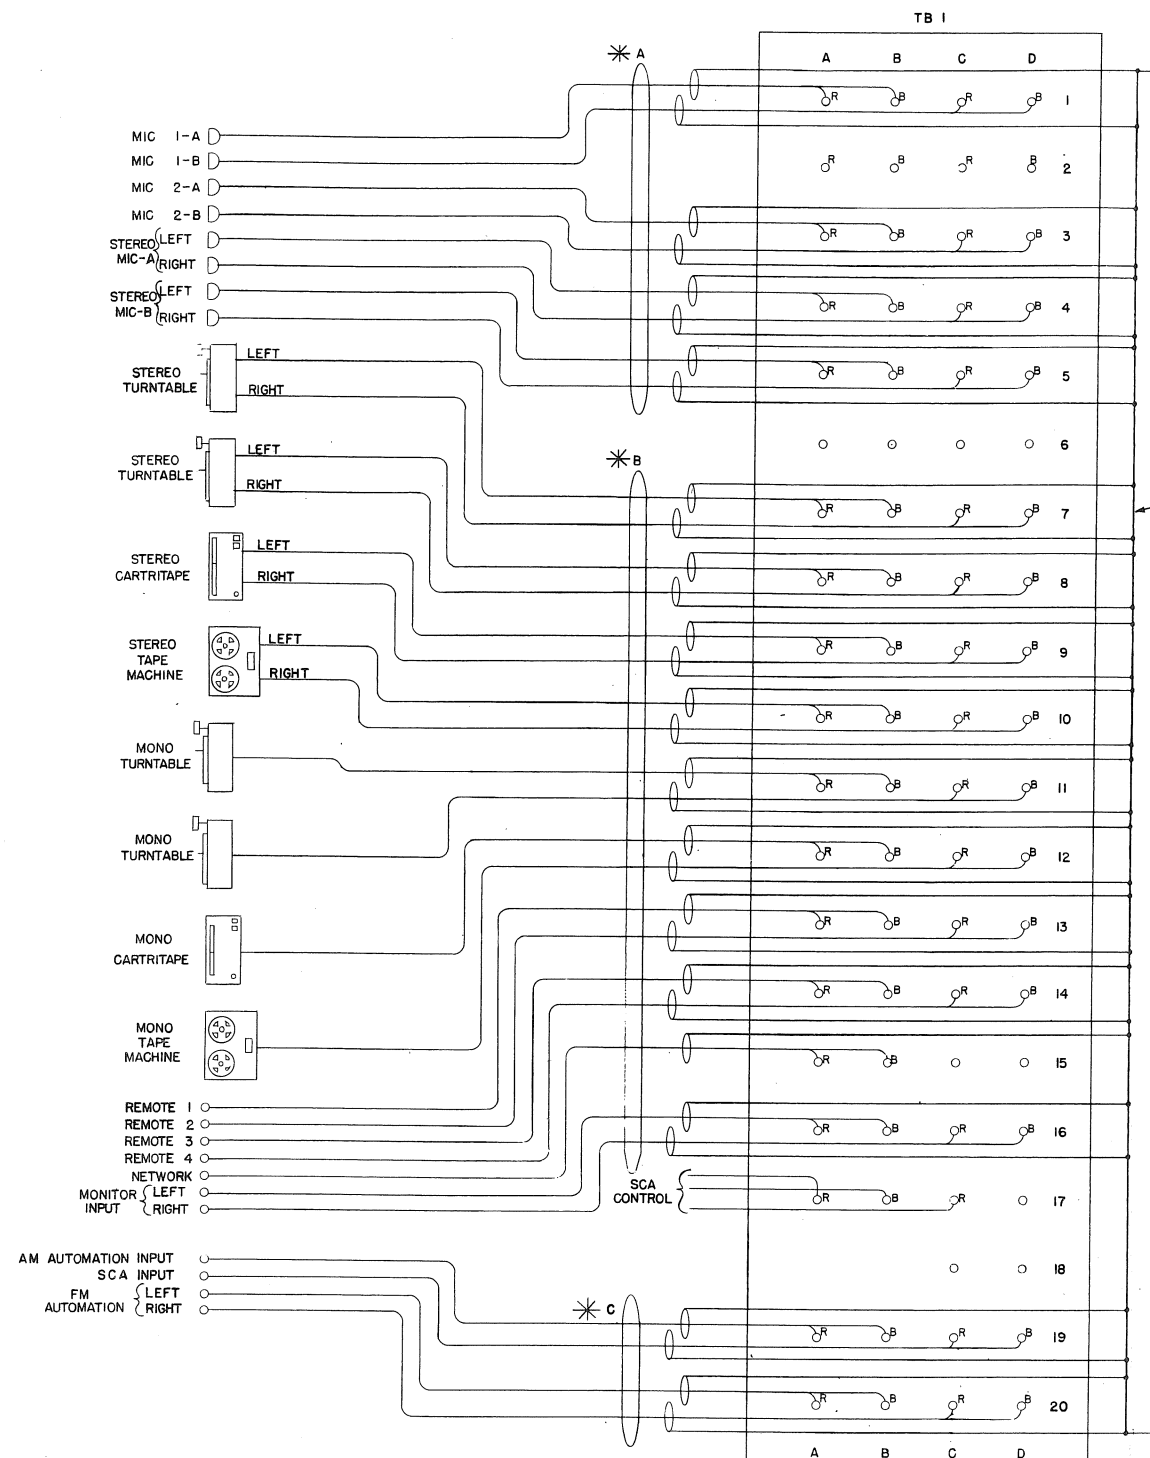 TB 1
A
A B C D
R B R B 1
MIC 1-A
MIC 1-B
R B R B 2
MIC 2-A
MIC 2-B
R B R B 3
STEREO MIC-A
LEFT
RIGHT
STEREO MIC-B
LEFT
RIGHT
R B R B 4
STEREO
TURNTABLE
LEFT
RIGHT
R B R B 5
6
B
STEREO
TURNTABLE
LEFT
RIGHT
R B R B 7
STEREO
CARTRITAPE
LEFT
RIGHT
R B R B 8
STEREO
TAPE
MACHINE
LEFT
RIGHT
R B R B 9
R B R B 10
MONO
TURNTABLE
R B R B 11
MONO
TURNTABLE
R B R B 12
MONO
CARTRITAPE
R B R B 13
R B R B 14
MONO
TAPE
MACHINE
R B 15
REMOTE 1
REMOTE 2
REMOTE 3
REMOTE 4
NETWORK
R B R B 16
MONITOR
INPUT
LEFT
RIGHT
SCA
CONTROL
R B R 17
AM AUTOMATION INPUT
SCA INPUT
18
FM
AUTOMATION
LEFT
RIGHT
C
R B R B 19
R B R B 20
A B C D